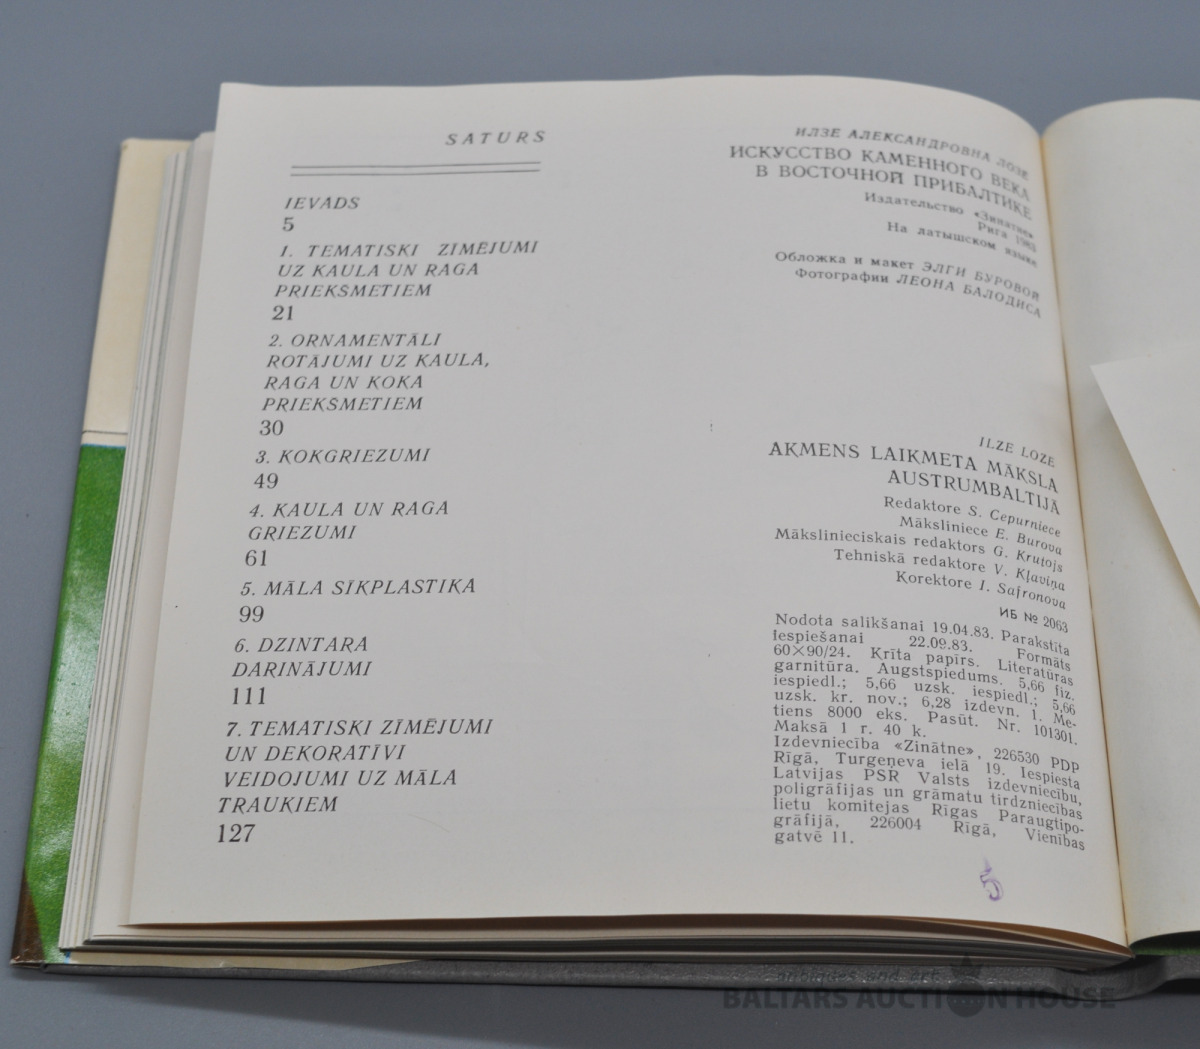 SATURS
IEVADS
5
1. TEMATISKI ZĪMĒJUMI
UZ KAULA UN RAGA
PRIEKŠMETIEM
21
2. ORNAMENTĀLI
ROTĀJUMI UZ KAULA,
RAGA UN KOKA
PRIEKŠMETIEM
30
3. KOKGRIEZUMI
49
4. KAULA UN RAGA
GRIEZUMI
61
5. MĀLA SĪKPLASTIKA
99
6. DZINTARA
DARINĀJUMI
111
7. TEMATISKI ZĪMĒJUMI
UN DEKORATĪVI
VEIDOJUMI UZ MĀLA
TRAUKIEM
127
ИЛЗЕ АЛЕКСАНДРОВНА ЛОЗЕ
ИСКУССТВО КАМЕННОГО ВЕКА
В ВОСТОЧНОЙ ПРИБАЛТИКЕ
Издательство «Зинатне»
Рига 1983
На латышском языке
Обложка и макет ЭЛГИ БУРОВОЙ
Фотографии ЛЕОНА БАЛОДИСА
ILZE LOZE
AKMENS LAIKMETA MĀKSLA
AUSTRUMBALTIJĀ
Redaktore S. Cepurniece
Māksliniece E. Burova
Mākslinieciskais redaktors G. Krutojs
Tehniskā redaktore V. Kļaviņa
Korektore I. Safronova
ИБ № 2063
Nodota salikšanai 19.04.83. Parakstīta
iespiešanai 22.09.83. Formāts
60×90/24. Krīta papīrs. Literatūras
garnitūra. Augstspiedums. 5,66 fiz.
iespiedl.; 5,66 uzsk. iespiedl.; 5,66
uzsk. kr. nov.; 6,28 izdevn. l. Me-
tiens 8000 eks. Pasūt. Nr. 101301.
Maksā 1 r. 40 k.
Izdevniecība «Zinātne», 226530 PDP
Rīgā, Turgeņeva ielā 19. Iespiesta
Latvijas PSR Valsts izdevniecību,
poligrāfijas un grāmatu tirdzniecības
lietu komitejas Rīgas Paraugtipo-
grāfijā, 226004 Rīgā, Vienības
gatvē 11.
5
antiques and art
BALTARS AUCTION HOUSE